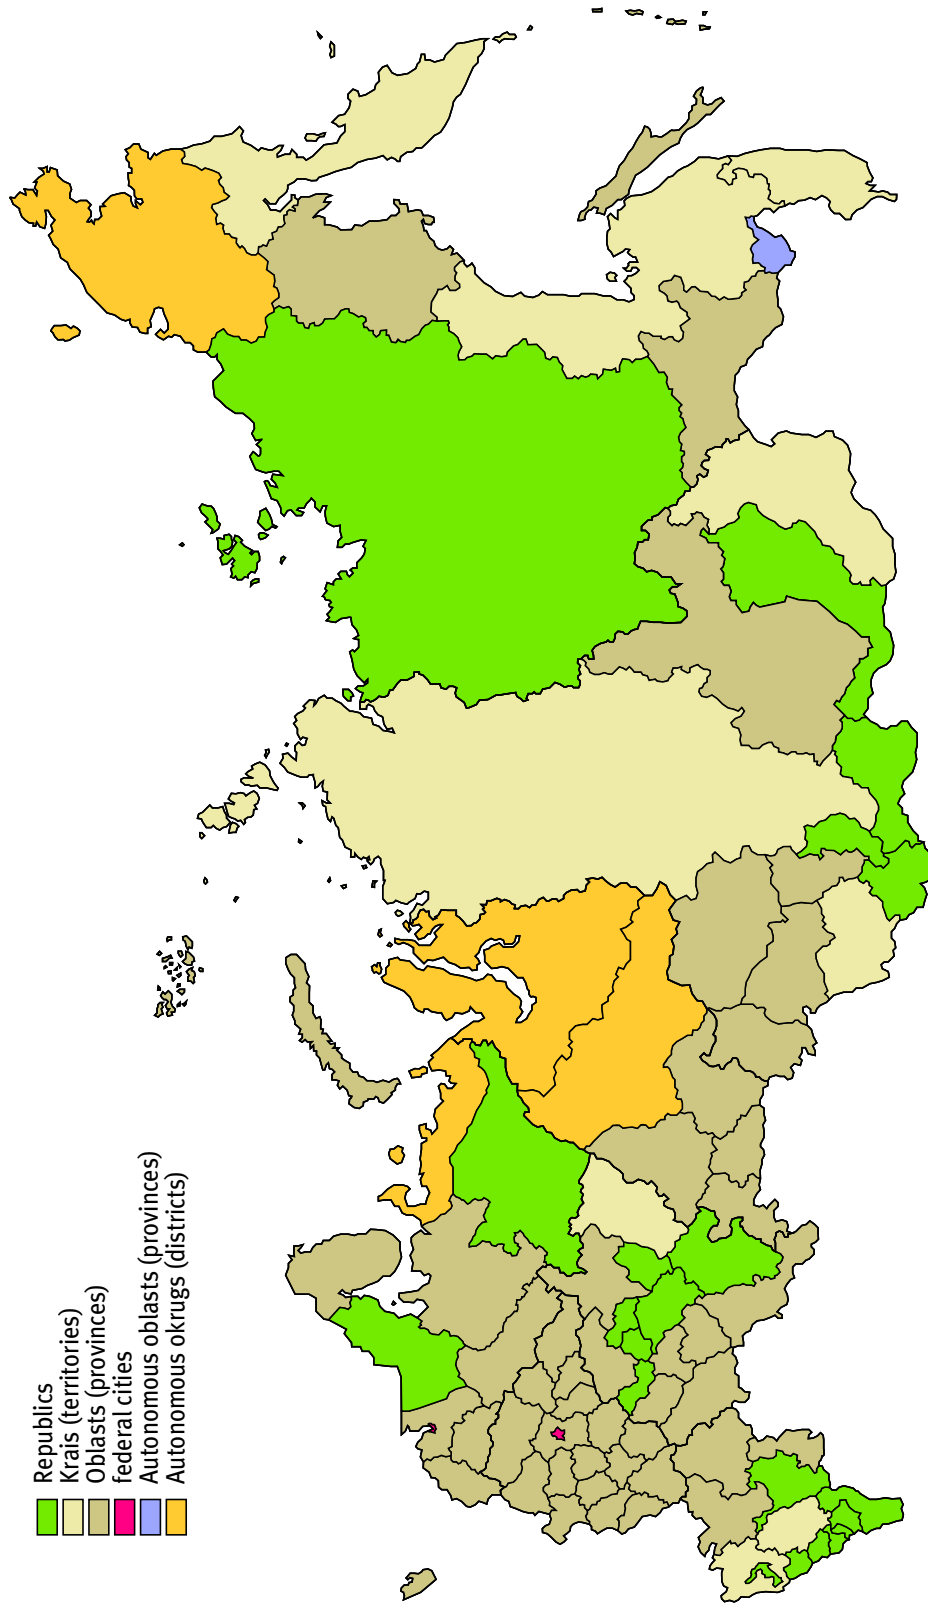 Republics
Krais (territories)
Oblasts (provinces)
federal cities
Autonomous oblasts (provinces)
Autonomous okrugs (districts)